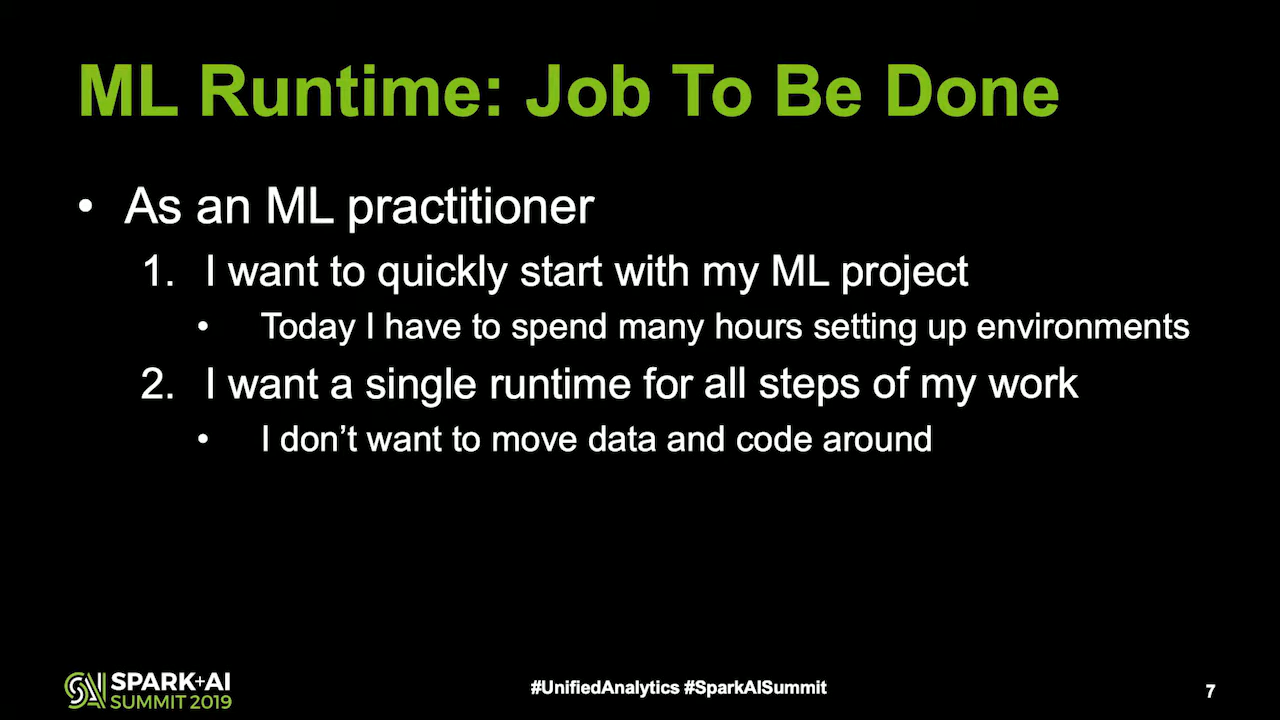 ML Runtime: Job To Be Done
• As an ML practitioner
1. I want to quickly start with my ML project
• Today I have to spend many hours setting up environments
2. I want a single runtime for all steps of my work
• I don’t want to move data and code around
SPARK+AI
SUMMIT 2019
#UnifiedAnalytics #SparkAISummit
7